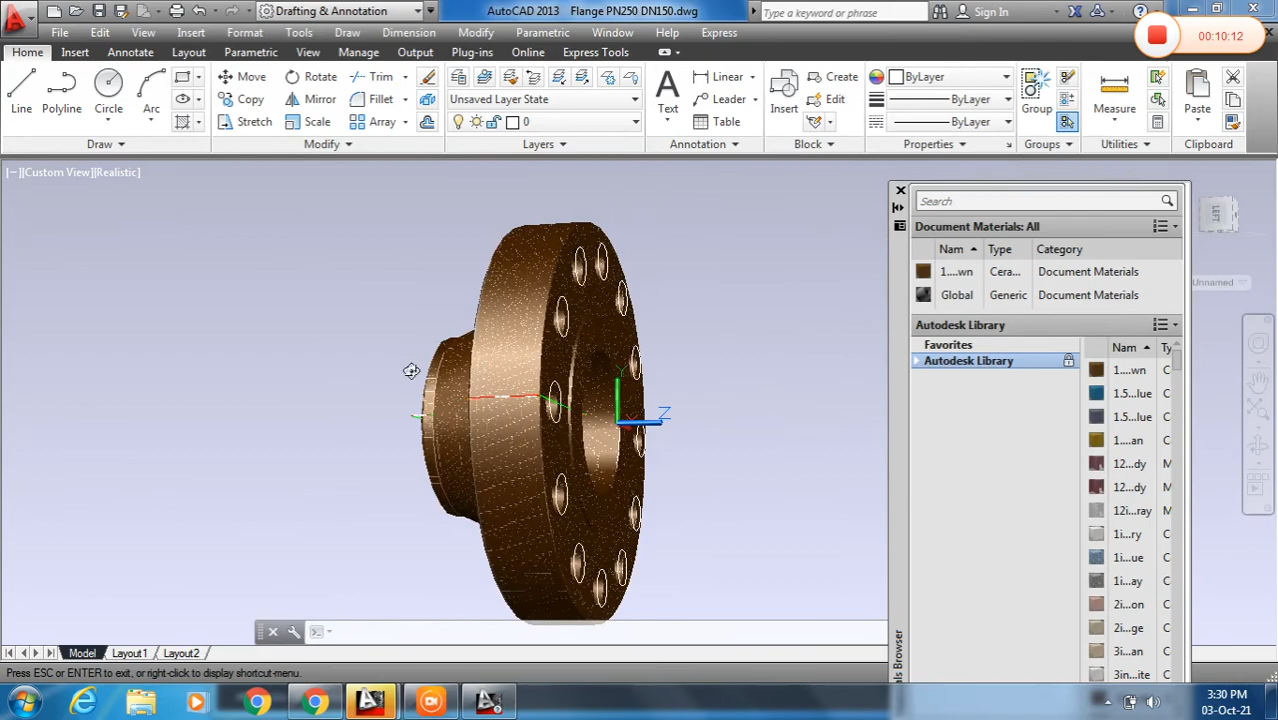 Drafting & Annotation
AutoCAD 2013 Flange PN250 DN150.dwg
Type a keyword or phrase
Sign In
File Edit View Insert Format Tools Draw Dimension Modify Parametric Window Help Express
00:10:12
Home Insert Annotate Layout Parametric View Manage Output Plug-ins Online Express Tools
Move Rotate Trim
Unsaved Layer State
Linear
Create
ByLayer
Line Polyline Circle Arc
Copy Mirror Fillet
Text
Leader
Insert
Edit
ByLayer
Group
Measure
Paste
Stretch Scale Array
0
Table
ByLayer
Draw Modify Layers Annotation Block Properties Groups Utilities Clipboard
[−][Custom View][Realistic]
Search
LEFT
Document Materials: All
Nam Type Category
1....wn Cera... Document Materials
Global Generic Document Materials
Unnamed
Autodesk Library
Favorites
Nam Ty
Autodesk Library
1....wn C
1.5...lue C
1.5...lue C
1....an C
12...dy M
12...dy M
12i...ray M
1i...ry C
1i...ue C
1i...ay C
2i...on C
2i...ge C
3i...an C
3in...ite C
Y
Z
Model Layout1 Layout2
Press ESC or ENTER to exit, or right-click to display shortcut-menu.
3:30 PM
03-Oct-21